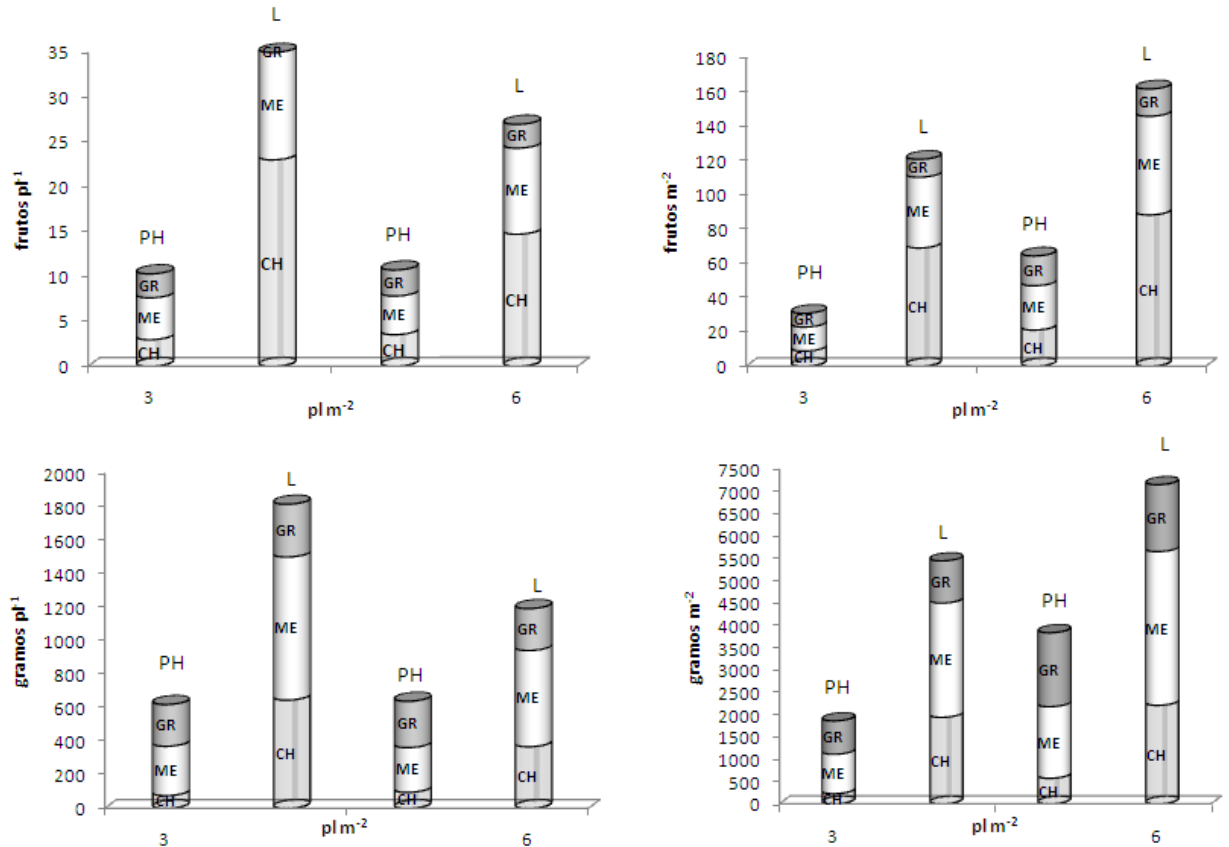 L
35
30
25
20
15
10
5
0
frutos pl⁻¹
PH
GR
ME
CH
GR
ME
CH
PH
GR
ME
CH
L
GR
ME
CH
3
6
pl m⁻²
180
160
140
120
100
80
60
40
20
0
frutos m⁻²
PH
GR
ME
CH
L
GR
ME
CH
PH
GR
ME
CH
L
GR
ME
CH
3
6
pl m⁻²
2000
1800
1600
1400
1200
1000
800
600
400
200
0
gramos pl⁻¹
PH
GR
ME
CH
L
GR
ME
CH
PH
GR
ME
CH
L
GR
ME
CH
pl m⁻²
3
6
7500
7000
6500
6000
5500
5000
4500
4000
3500
3000
2500
2000
1500
1000
500
0
gramos m⁻²
PH
GR
ME
CH
L
GR
ME
CH
PH
GR
ME
CH
L
GR
ME
CH
pl m⁻²
3
6